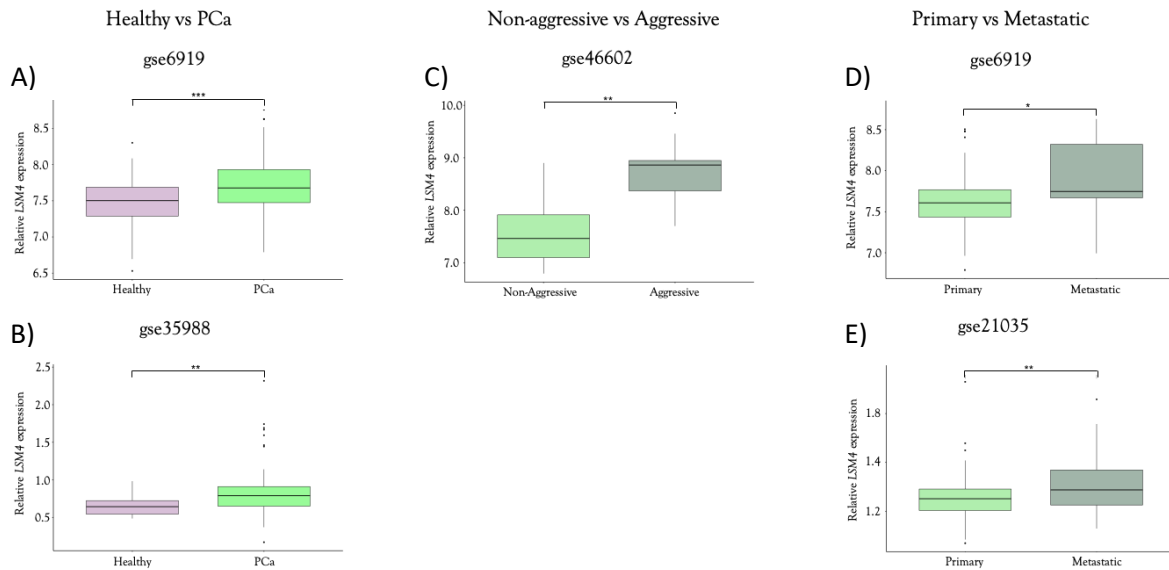 Healthy vs PCa
Non-aggressive vs Aggressive
Primary vs Metastatic
A)
gse6919
***
Relative LSM4 expression
8.5
8.0
7.5
7.0
6.5
Healthy
PCa
B)
gse35988
**
Relative LSM4 expression
2.5
2.0
1.5
1.0
0.5
Healthy
PCa
C)
gse46602
**
Relative LSM4 expression
10.0
9.0
8.0
7.0
Non-Aggressive
Aggressive
D)
gse6919
*
Relative LSM4 expression
8.5
8.0
7.5
7.0
Primary
Metastatic
E)
gse21035
**
Relative LSM4 expression
1.8
1.4
1.2
Primary
Metastatic